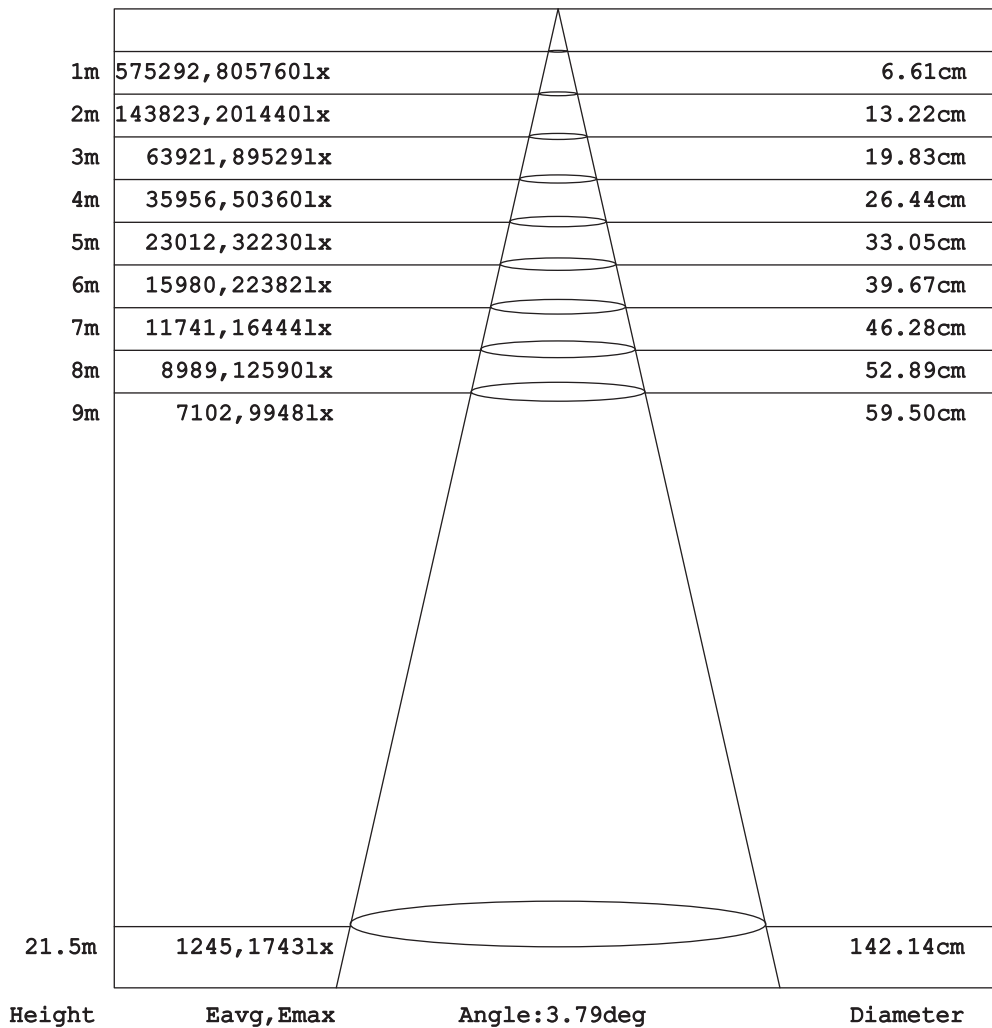 1m 575292,805760lx 6.61cm
2m 143823,201440lx 13.22cm
3m 63921,89529lx 19.83cm
4m 35956,50360lx 26.44cm
5m 23012,32230lx 33.05cm
6m 15980,22382lx 39.67cm
7m 11741,16444lx 46.28cm
8m 8989,12590lx 52.89cm
9m 7102,9948lx 59.50cm
21.5m 1245,1743lx 142.14cm
Height Eavg,Emax Angle:3.79deg Diameter